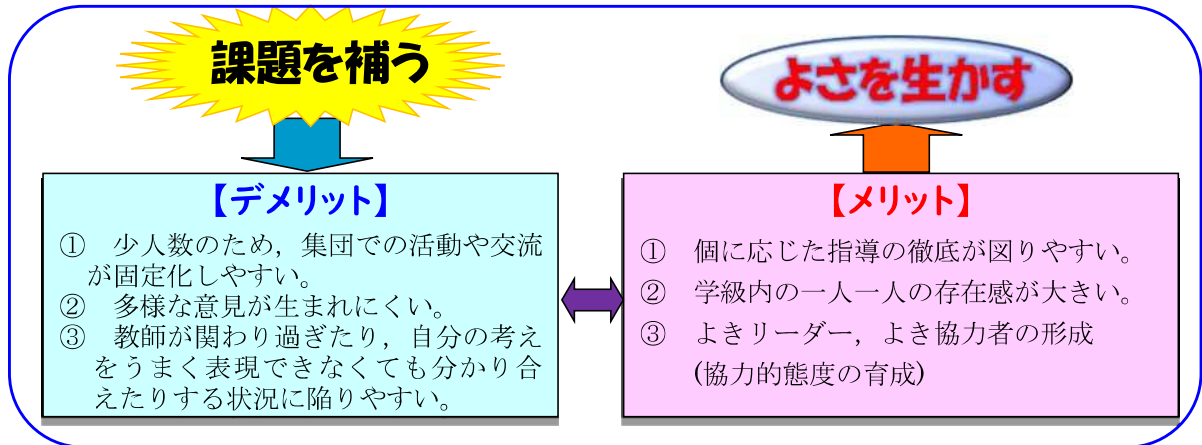 課題を補う
よさを生かす
【デメリット】
① 少人数のため，集団での活動や交流
が固定化しやすい。
② 多様な意見が生まれにくい。
③ 教師が関わり過ぎたり，自分の考え
をうまく表現できなくても分かり合
えたりする状況に陥りやすい。
【メリット】
① 個に応じた指導の徹底が図りやすい。
② 学級内の一人一人の存在感が大きい。
③ よきリーダー，よき協力者の形成
(協力的態度の育成)